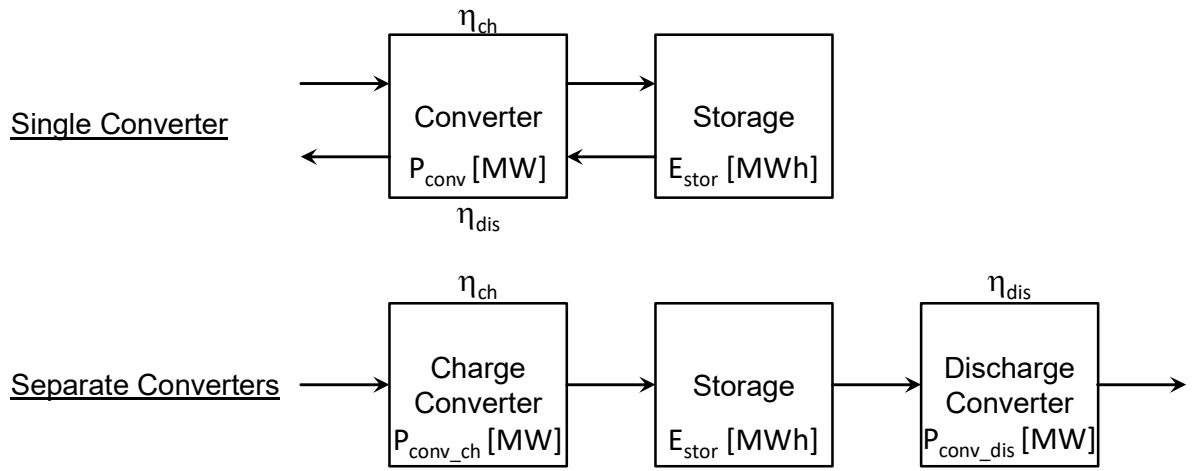 η_ch
Single Converter
Converter
P_conv [MW]
η_dis
Storage
E_stor [MWh]
η_ch
η_dis
Separate Converters
Charge
Converter
P_conv_ch [MW]
Storage
E_stor [MWh]
Discharge
Converter
P_conv_dis [MW]